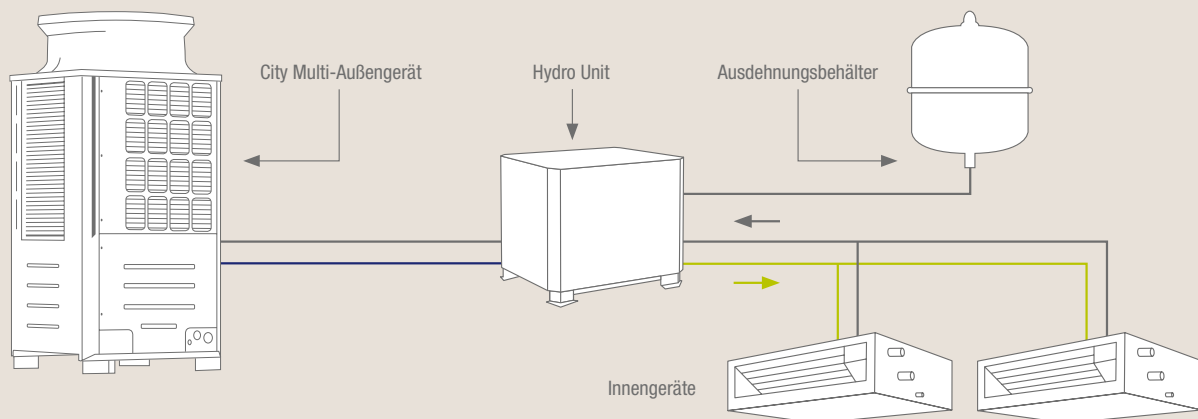 City Multi-Außengerät
Hydro Unit
Ausdehnungsbehälter
Innengeräte